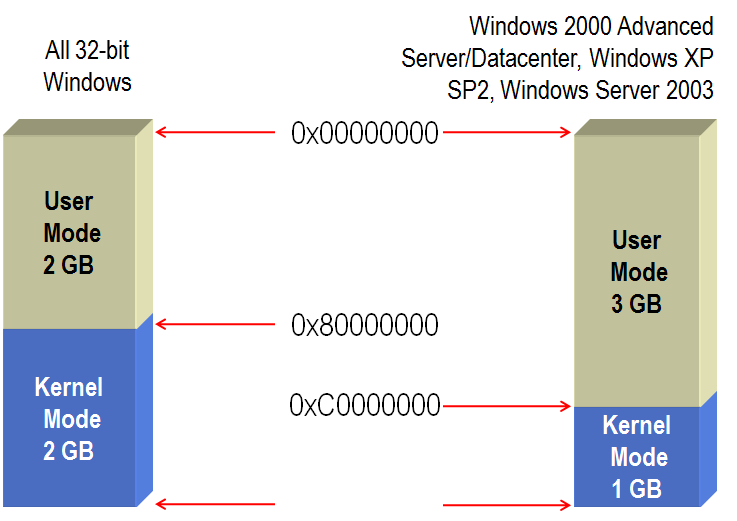 All 32-bit
Windows
Windows 2000 Advanced
Server/Datacenter, Windows XP
SP2, Windows Server 2003
0x00000000
User
Mode
2 GB
User
Mode
3 GB
0x80000000
0xC0000000
Kernel
Mode
2 GB
Kernel
Mode
1 GB